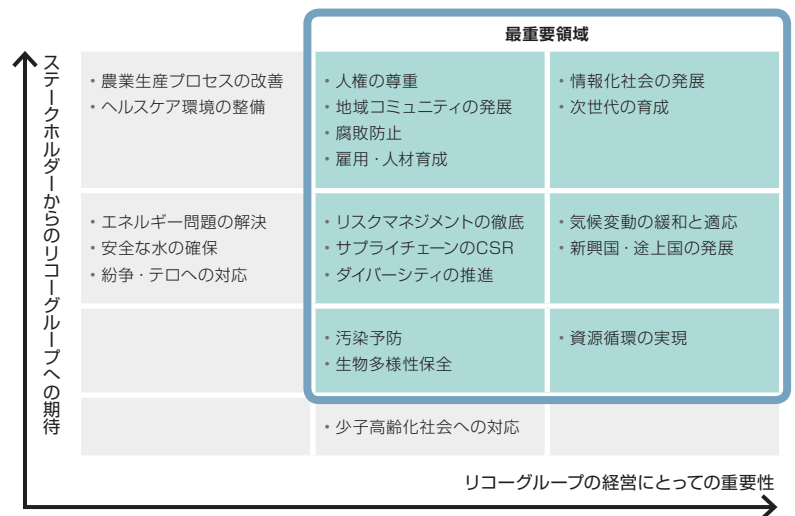 最重要領域
ステークホルダーからのリコーグループへの期待
・農業生産プロセスの改善
・ヘルスケア環境の整備
・人権の尊重
・地域コミュニティの発展
・腐敗防止
・雇用・人材育成
・情報化社会の発展
・次世代の育成
・エネルギー問題の解決
・安全な水の確保
・紛争・テロへの対応
・リスクマネジメントの徹底
・サプライチェーンのCSR
・ダイバーシティの推進
・気候変動の緩和と適応
・新興国・途上国の発展
・汚染予防
・生物多様性保全
・資源循環の実現
・少子高齢化社会への対応
リコーグループの経営にとっての重要性